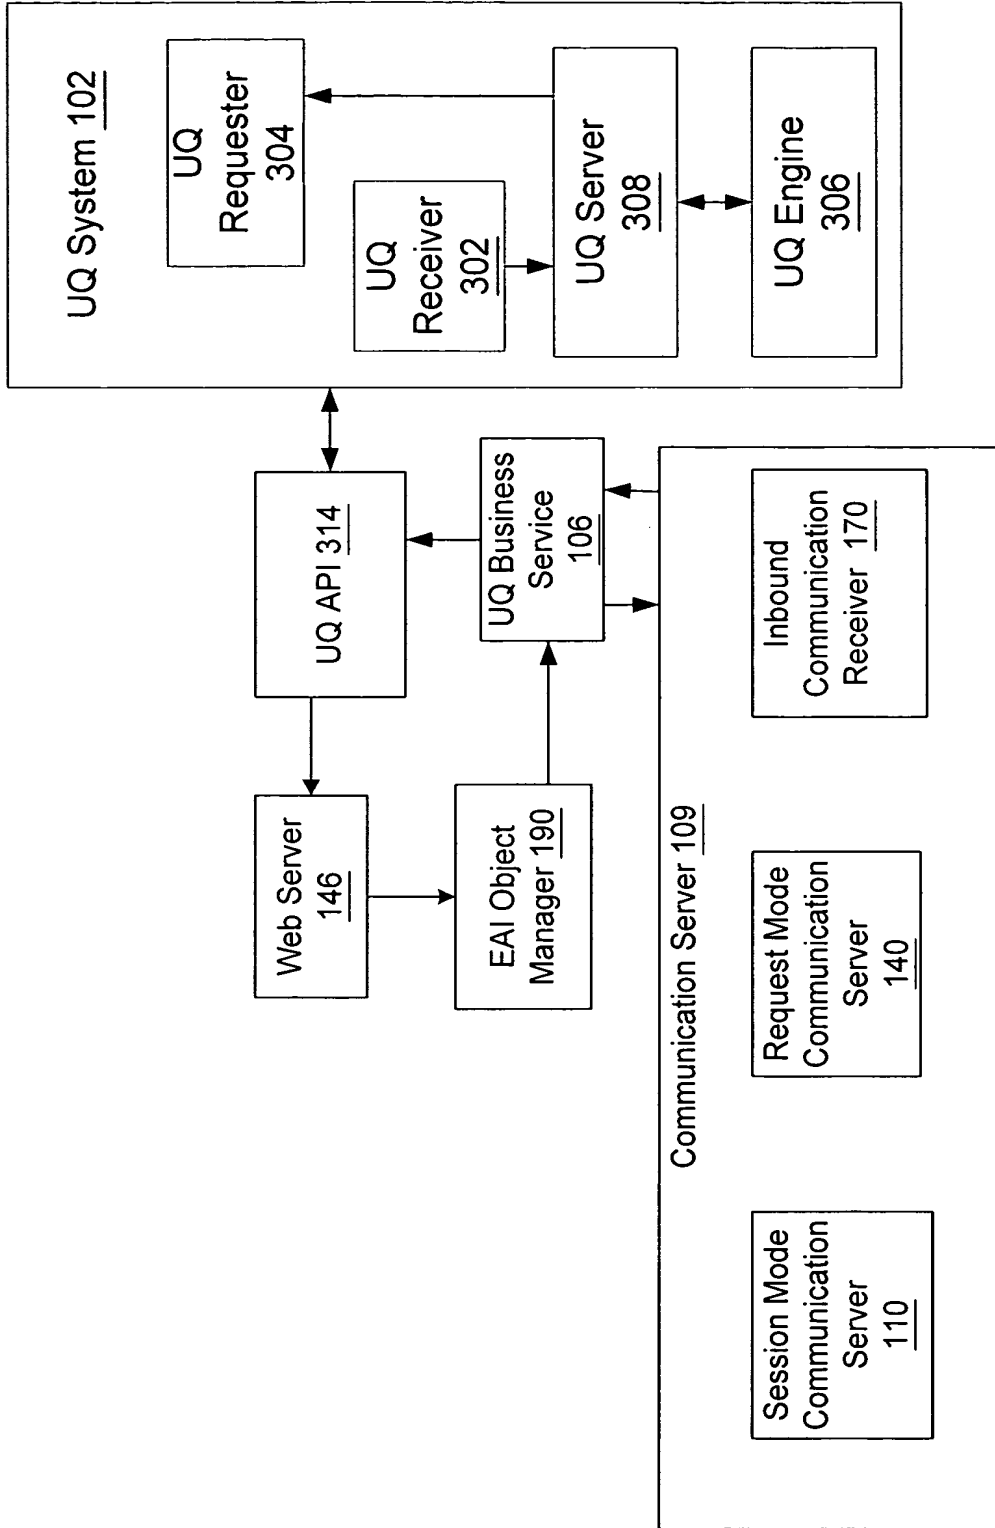 UQ System 102
UQ
Requester
304
UQ
Receiver
302
UQ Server
308
UQ Engine
306
UQ API 314
UQ Business
Service
106
Web Server
146
EAI Object
Manager 190
Communication Server 109
Session Mode
Communication
Server
110
Request Mode
Communication
Server
140
Inbound
Communication
Receiver 170